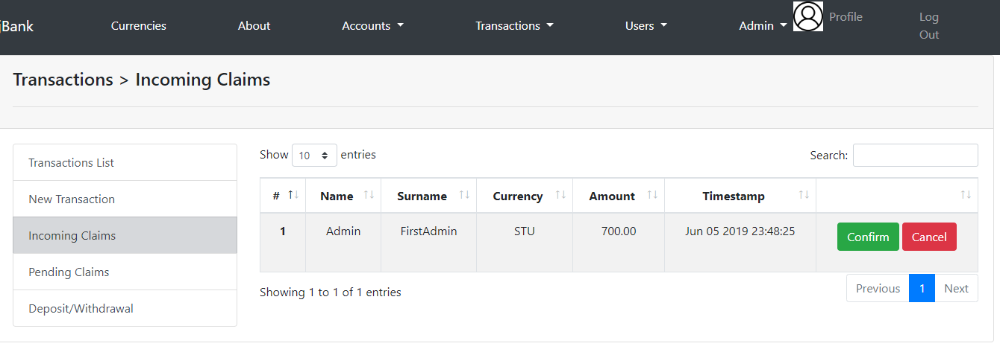 jBank Currencies About Accounts Transactions Users Admin Profile Log Out
Transactions > Incoming Claims
Transactions List
New Transaction
Incoming Claims
Pending Claims
Deposit/Withdrawal
Show 10 entries Search:
# Name Surname Currency Amount Timestamp
1 Admin FirstAdmin STU 700.00 Jun 05 2019 23:48:25 Confirm Cancel
Showing 1 to 1 of 1 entries Previous 1 Next